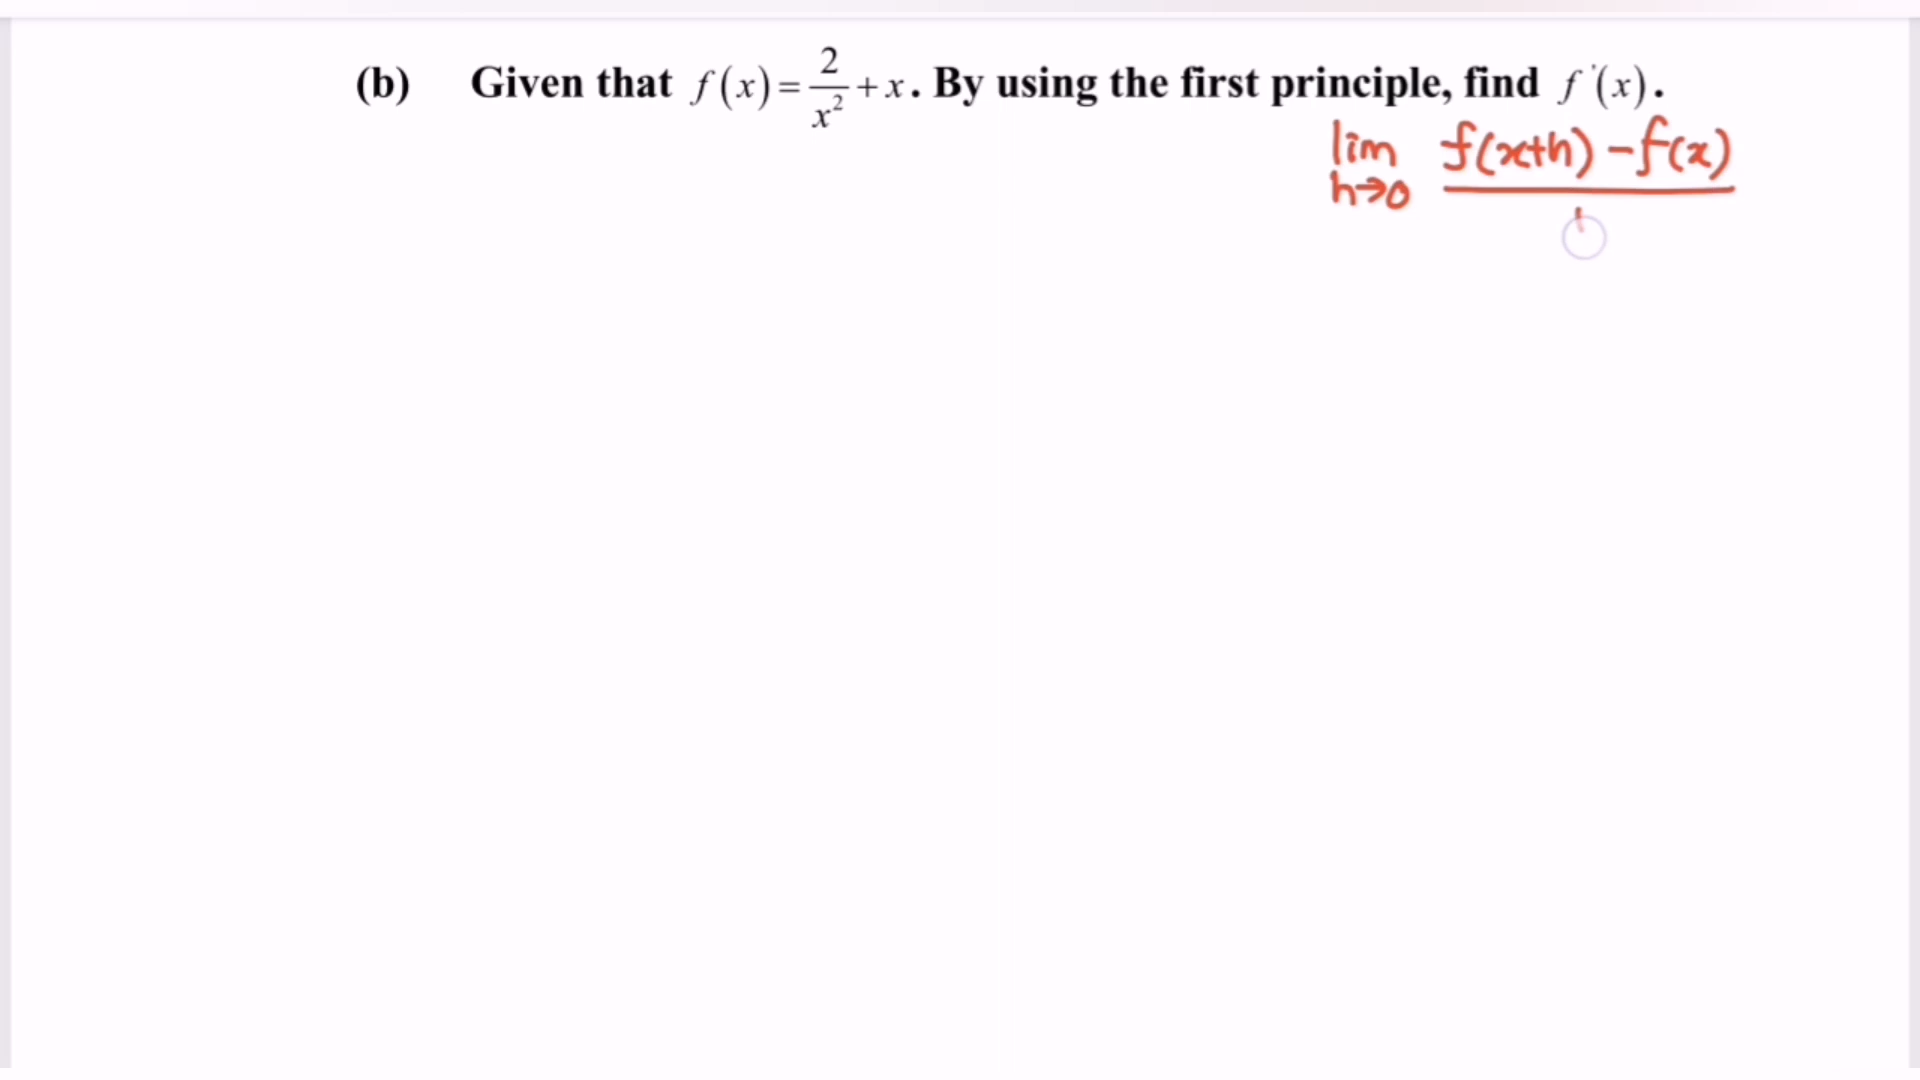 (b) Given that f(x)=2/x²+x. By using the first principle, find f'(x).
lim f(x+h)-f(x)
h→0